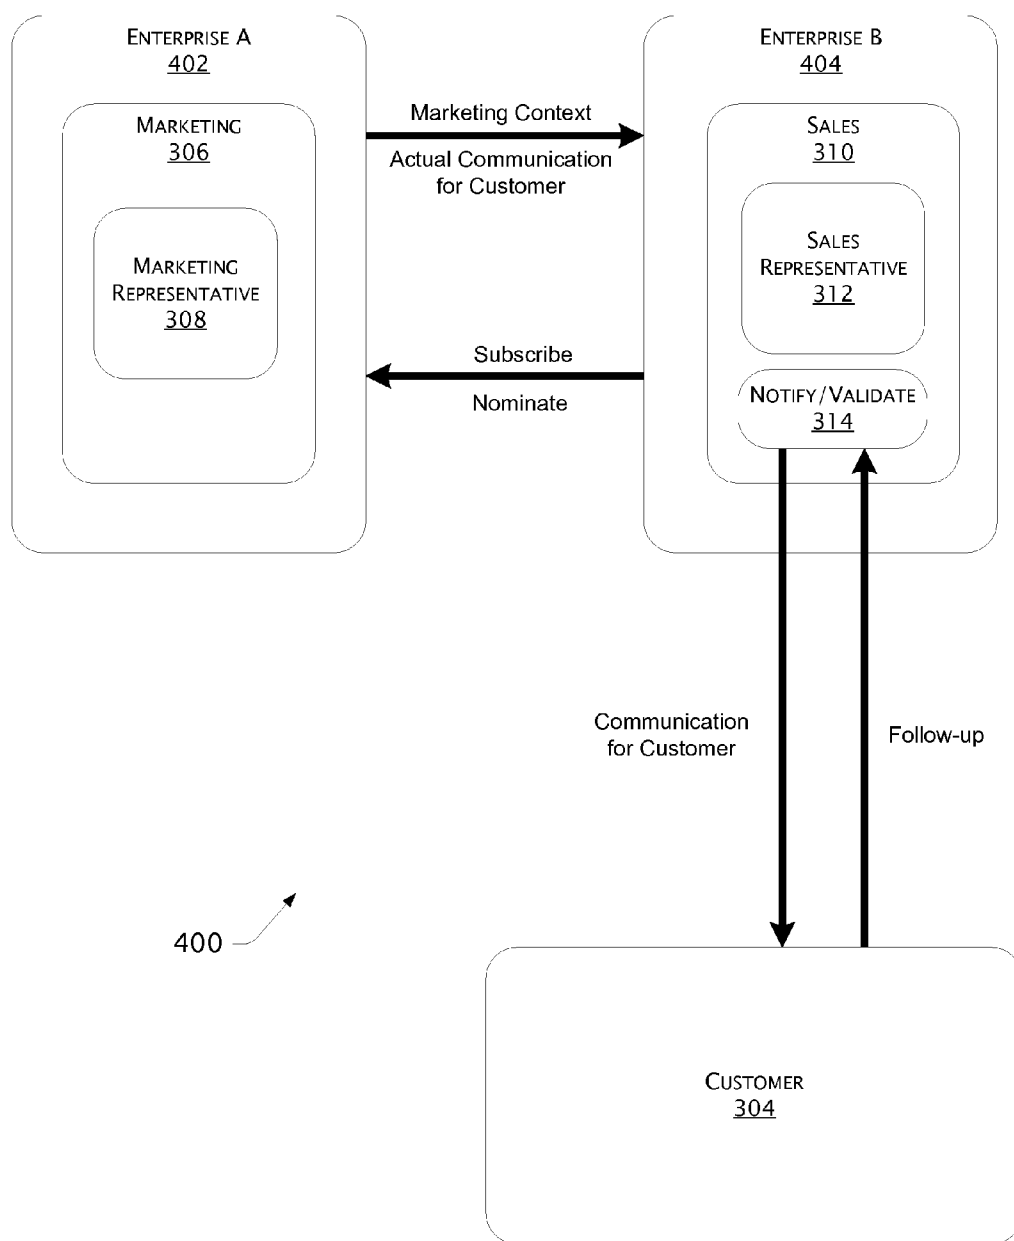 ENTERPRISE A
402
MARKETING
306
MARKETING
REPRESENTATIVE
308
Marketing Context
Actual Communication
for Customer
Subscribe
Nominate
ENTERPRISE B
404
SALES
310
SALES
REPRESENTATIVE
312
NOTIFY/VALIDATE
314
Communication
for Customer
Follow-up
400
CUSTOMER
304